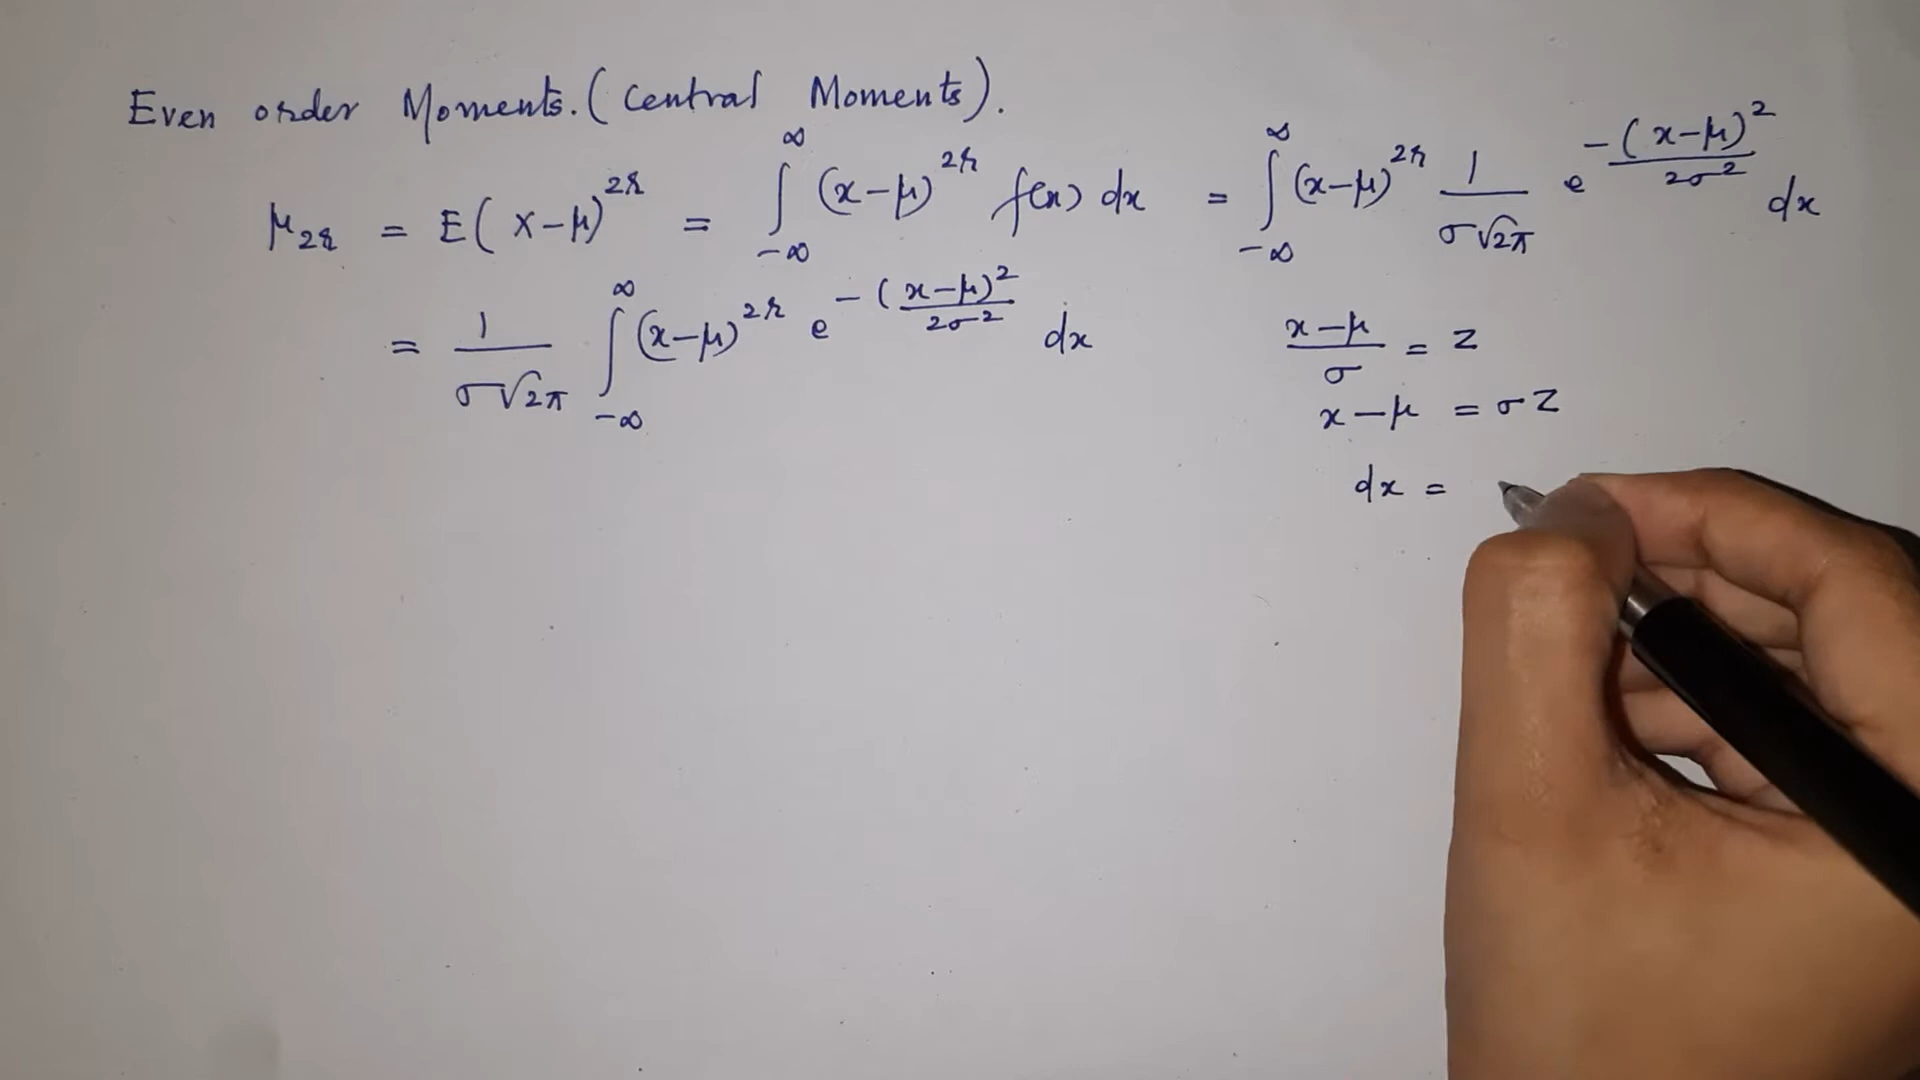 Even order Moments. (Central Moments).
μ₂ᵣ = E(X-μ)²ʳ = ∫_{-∞}^{∞} (x-μ)²ʳ f(x) dx = ∫_{-∞}^{∞} (x-μ)²ʳ 1/(σ√2π) e^{-(x-μ)²/2σ²} dx
= 1/(σ√2π) ∫_{-∞}^{∞} (x-μ)²ʳ e^{-(x-μ)²/2σ²} dx
(x-μ)/σ = z
x-μ = σz
dx =